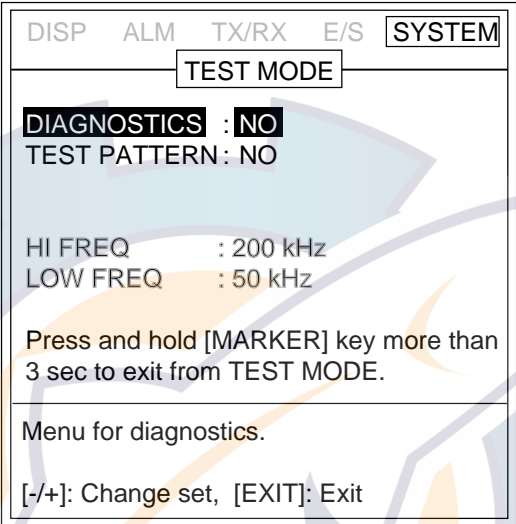 DISP ALM TX/RX E/S SYSTEM
TEST MODE
DIAGNOSTICS : NO
TEST PATTERN : NO
HI FREQ : 200 kHz
LOW FREQ : 50 kHz
Press and hold [MARKER] key more than
3 sec to exit from TEST MODE.
Menu for diagnostics.
[-/+]: Change set, [EXIT]: Exit